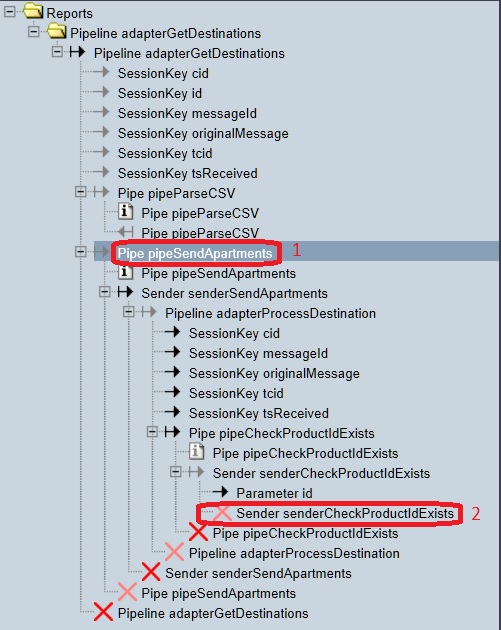 Reports
Pipeline adapterGetDestinations
Pipeline adapterGetDestinations
SessionKey cid
SessionKey id
SessionKey messageId
SessionKey originalMessage
SessionKey tcid
SessionKey tsReceived
Pipe pipeParseCSV
i Pipe pipeParseCSV
Pipe pipeParseCSV
Pipe pipeSendApartments 1
i Pipe pipeSendApartments
Sender senderSendApartments
Pipeline adapterProcessDestination
SessionKey cid
SessionKey messageId
SessionKey originalMessage
SessionKey tcid
SessionKey tsReceived
Pipe pipeCheckProductIdExists
i Pipe pipeCheckProductIdExists
Sender senderCheckProductIdExists
Parameter id
Sender senderCheckProductIdExists 2
Pipe pipeCheckProductIdExists
Pipeline adapterProcessDestination
Sender senderSendApartments
Pipe pipeSendApartments
Pipeline adapterGetDestinations